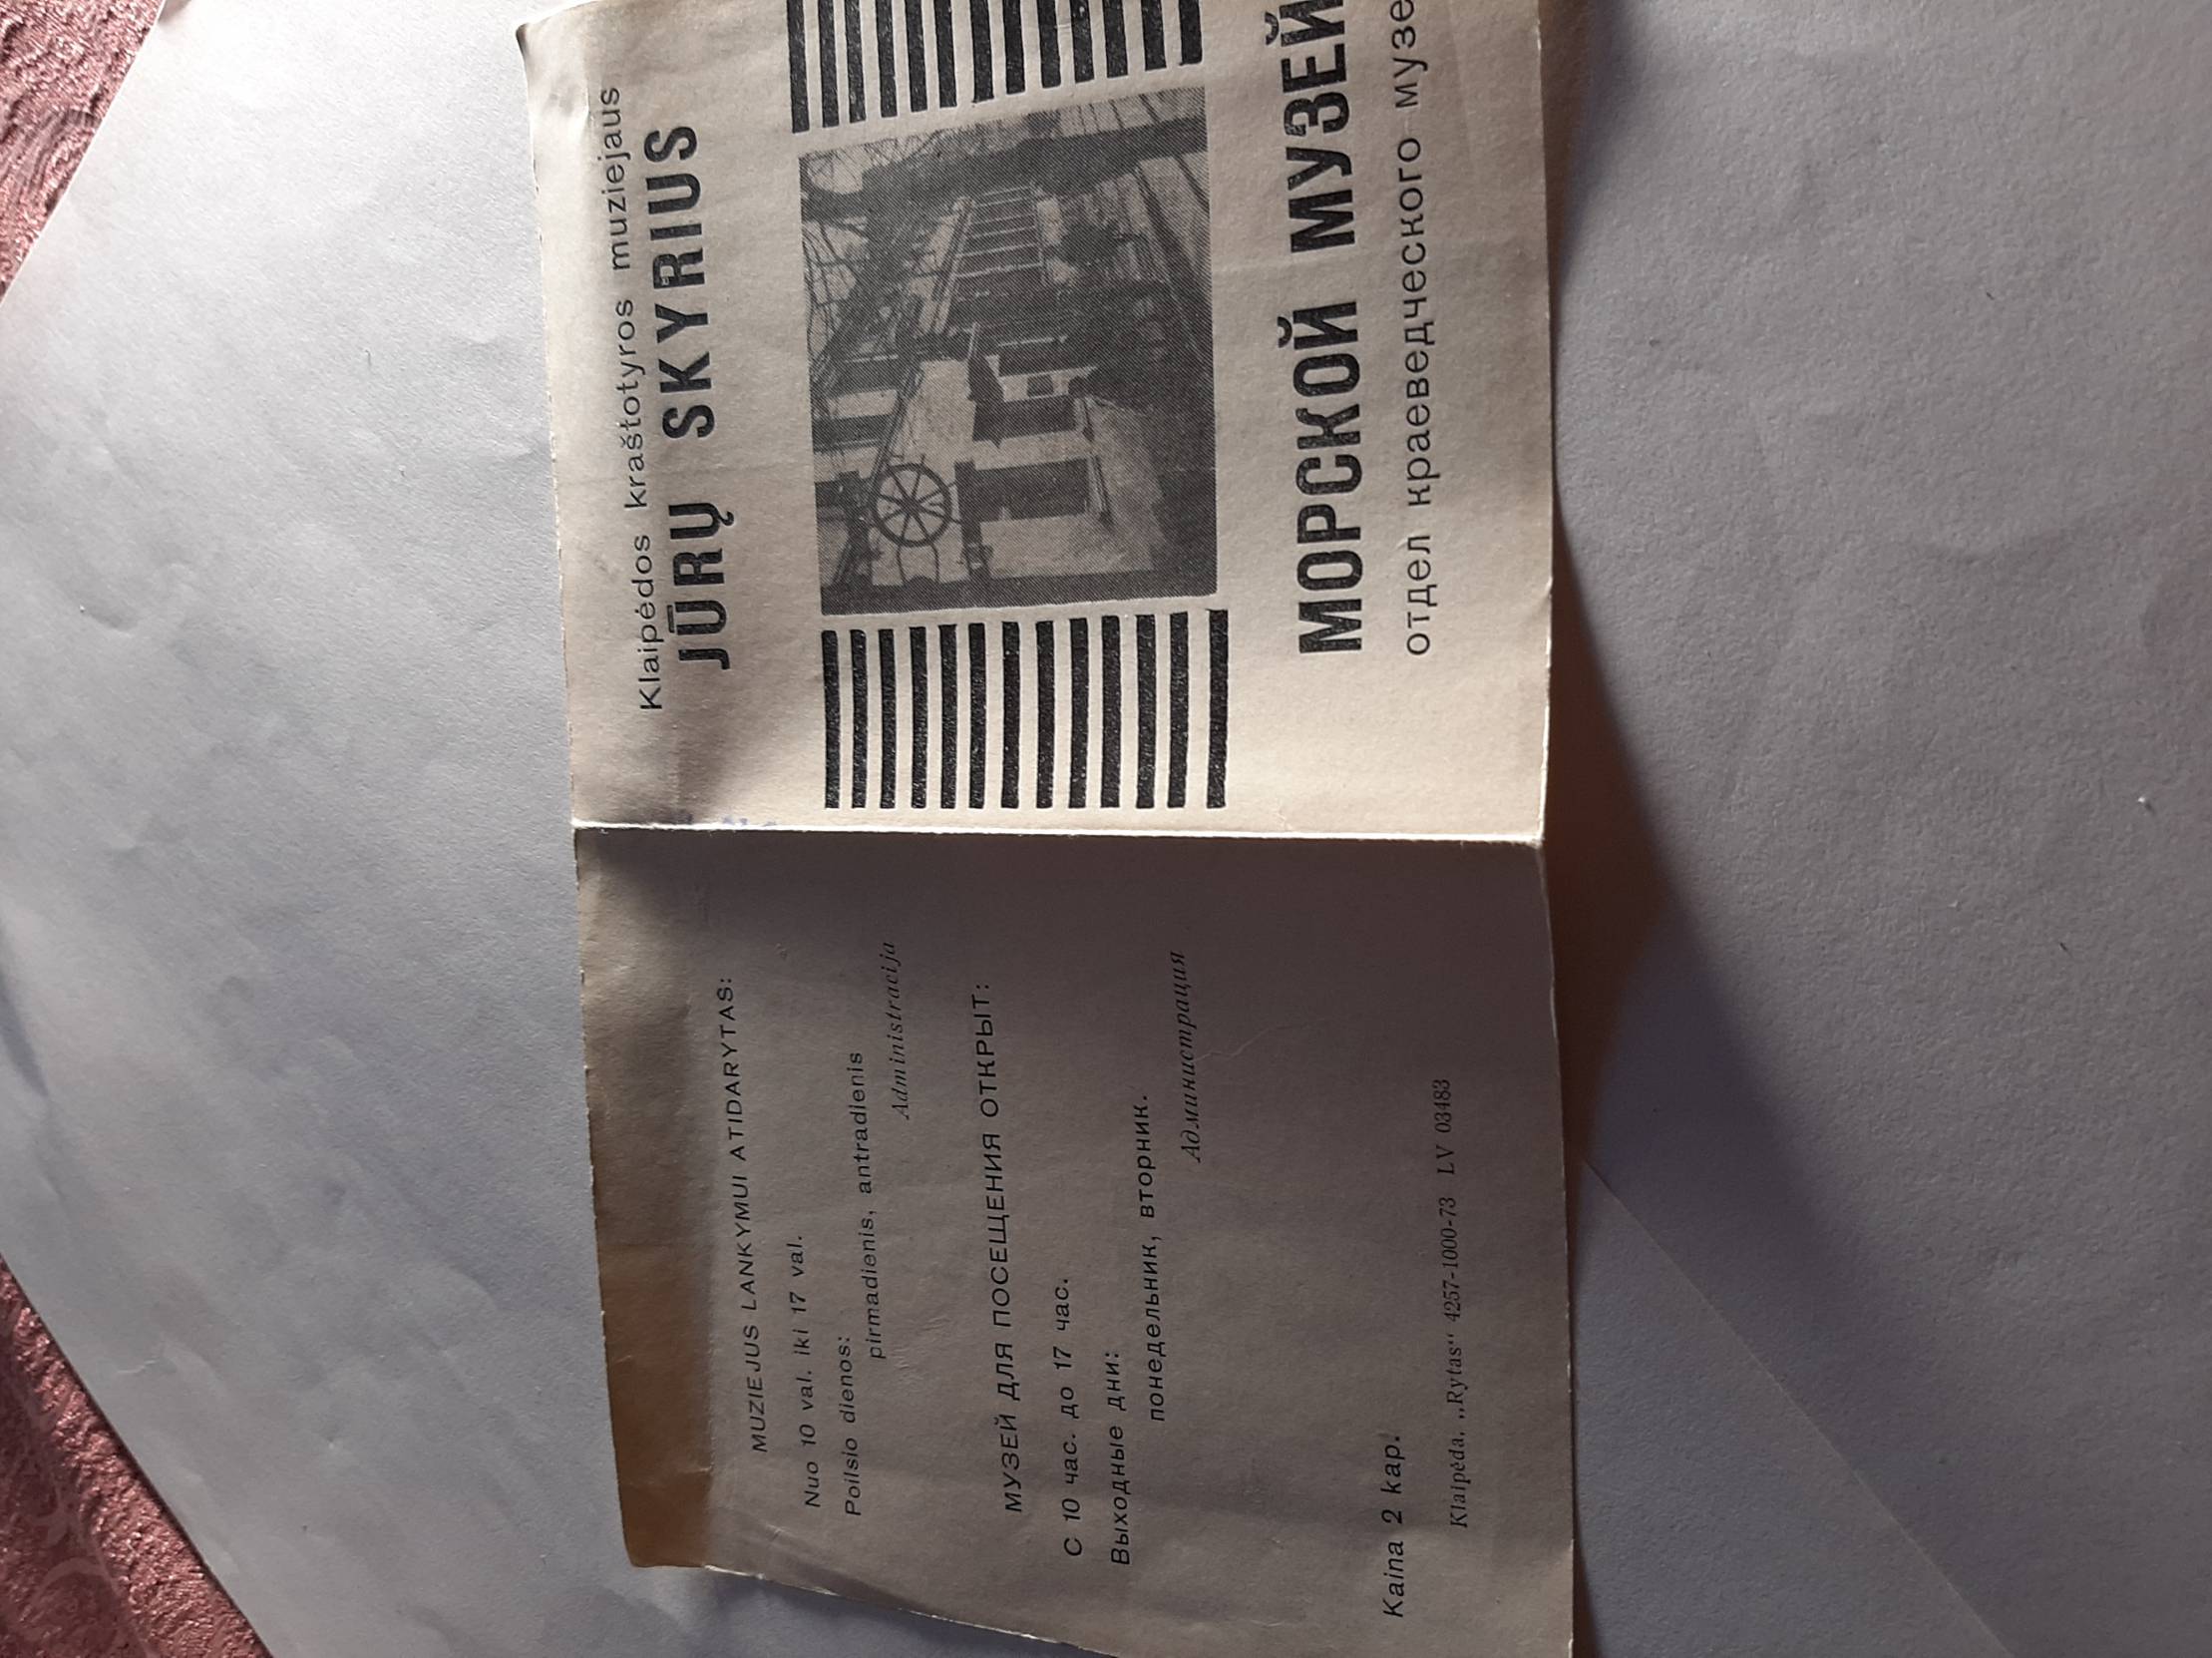 MUZIEJUS LANKYMUI ATIDARYTAS:
Nuo 10 val. iki 17 val.
Poilsio dienos:
pirmadienis, antradienis
Administracija
МУЗЕЙ ДЛЯ ПОСЕЩЕНИЯ ОТКРЫТ:
С 10 час. до 17 час.
Выходные дни:
понедельник, вторник.
Администрация
Kaina 2 kap.
Klaipėda, „Rytas“ 4257-1000-73 LV 03483
Klaipėdos kraštotyros muziejaus
JŪRŲ SKYRIUS
МОРСКОЙ МУЗЕЙ
отдел краеведческого музе